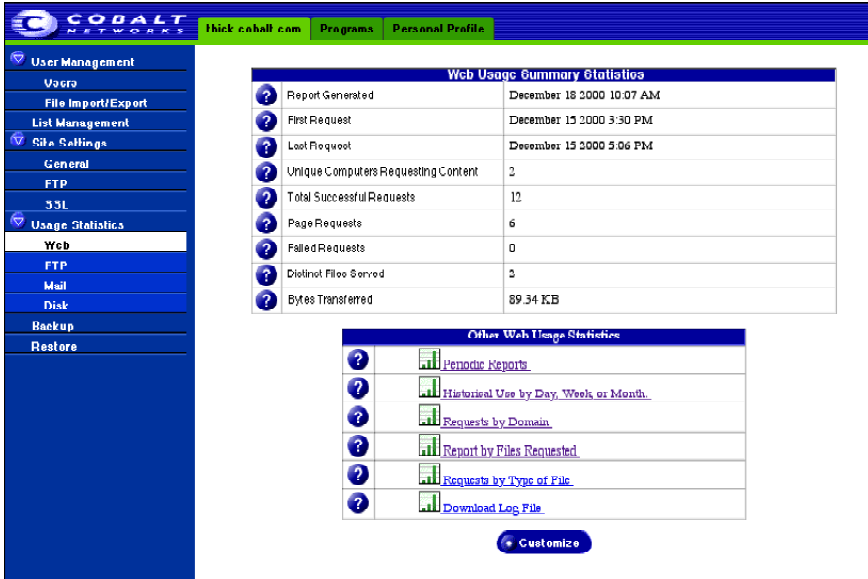 COBALT
NETWORKS
thick.cobalt.com
Programs
Personal Profile
User Management
Users
File Import/Export
List Management
Site Settings
General
FTP
SSL
Usage Statistics
Web
FTP
Mail
Disk
Backup
Restore
Web Usage Summary Statistics
Report Generated December 18 2000 10:07 AM
First Request December 15 2000 3:30 PM
Last Request December 15 2000 5:06 PM
Unique Computers Requesting Content 2
Total Successful Requests 12
Page Requests 6
Failed Requests 0
Distinct Files Served
Bytes Transferred 89.34 KB
Other Web Usage Statistics
Periodic Reports
Historical Use by Day, Week, or Month.
Requests by Domain
Report by Files Requested
Requests by Type of File
Download Log File
Customize